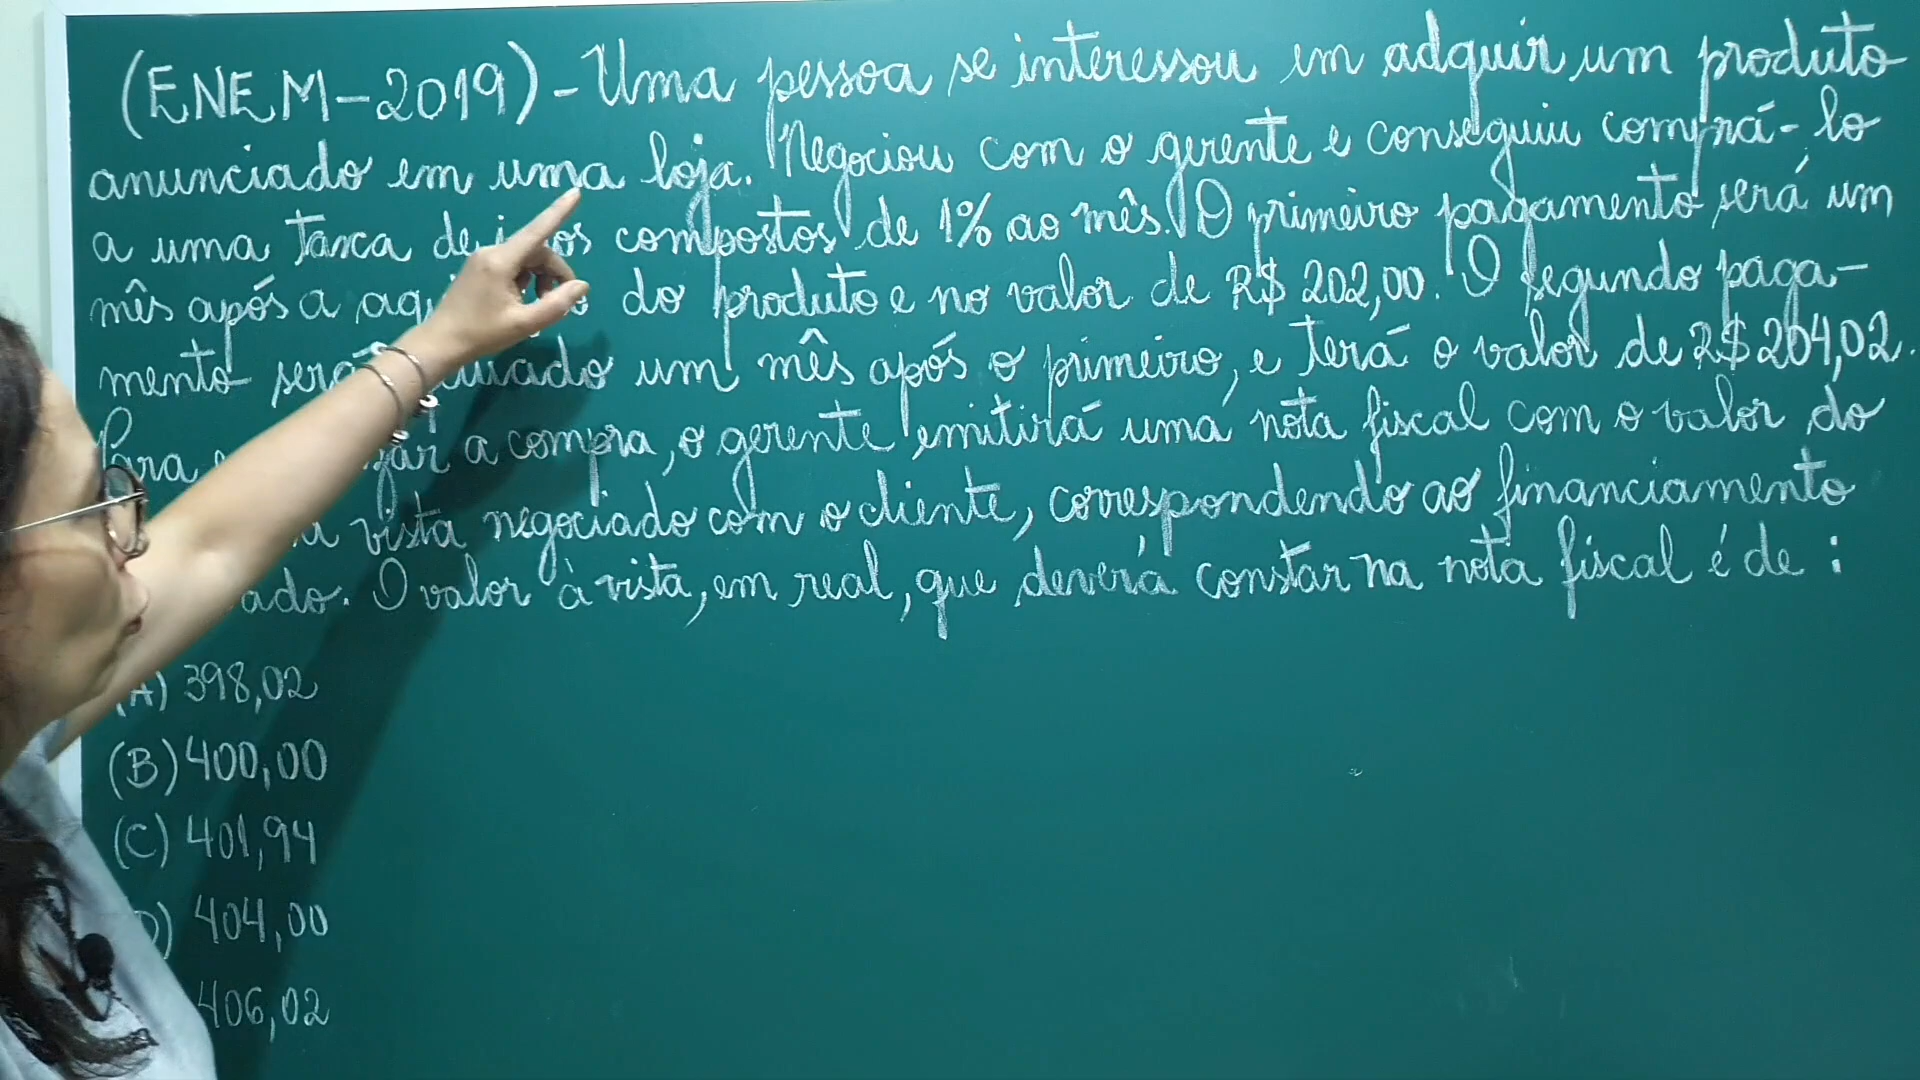 (ENEM-2019) - Uma pessoa se interessou em adquirir um produto
anunciado em uma loja. Negociou com o gerente e conseguiu comprá-lo
a uma taxa de juros compostos de 1% ao mês. O primeiro pagamento será um
mês após a do produto e no valor de R$ 202,00. O segundo paga-
mento será um mês após o primeiro, e terá o valor de R$ 204,02.
Para a compra, o gerente emitirá uma nota fiscal com o valor do
vista negociado com o cliente, correspondendo ao financiamento
O valor à vista, em real, que deverá constar na nota fiscal é de :
(A) 398,02
(B) 400,00
(C) 401,94
D) 404,00
406,02